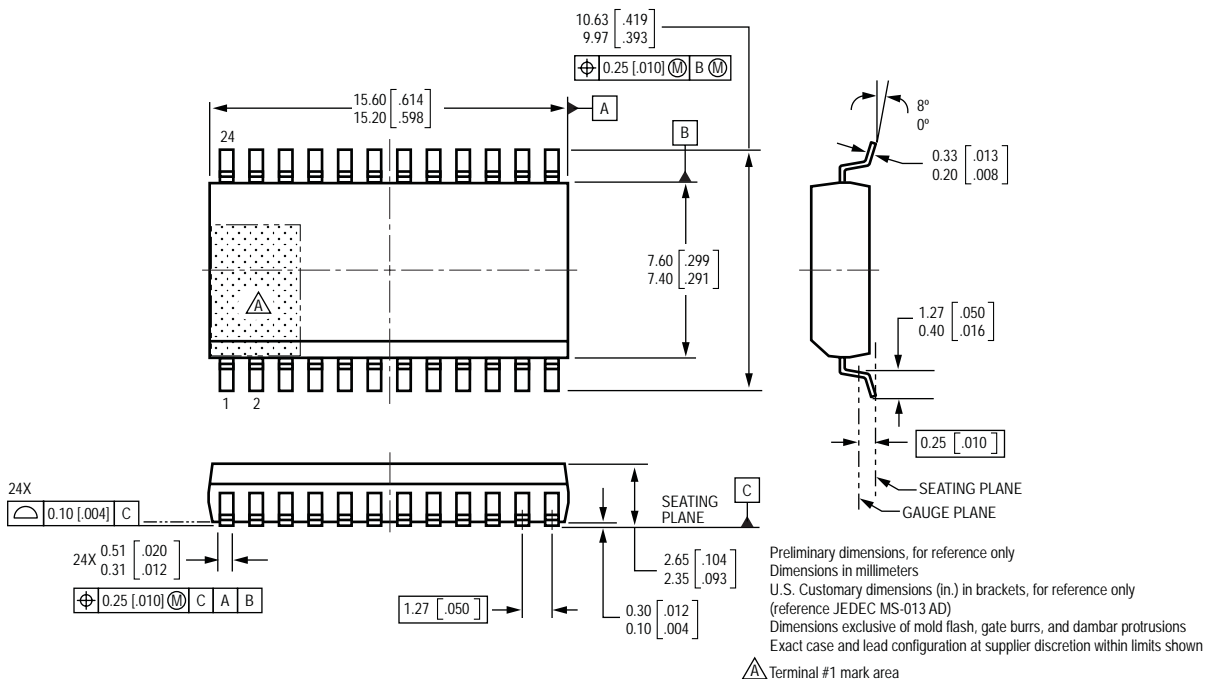 10.63 [.419]
9.97 [.393]
⌖ 0.25 [.010] Ⓜ B Ⓜ
15.60 [.614]
15.20 [.598]
A
24
B
8º
0º
0.33 [.013]
0.20 [.008]
7.60 [.299]
7.40 [.291]
A
1.27 [.050]
0.40 [.016]
1 2
0.25 [.010]
SEATING PLANE
GAUGE PLANE
24X
⌓ 0.10 [.004] C
SEATING
PLANE
C
24X 0.51 [.020]
0.31 [.012]
⌖ 0.25 [.010] Ⓜ C A B
1.27 [.050]
2.65 [.104]
2.35 [.093]
0.30 [.012]
0.10 [.004]
Preliminary dimensions, for reference only
Dimensions in millimeters
U.S. Customary dimensions (in.) in brackets, for reference only
(reference JEDEC MS-013 AD)
Dimensions exclusive of mold flash, gate burrs, and dambar protrusions
Exact case and lead configuration at supplier discretion within limits shown
A Terminal #1 mark area